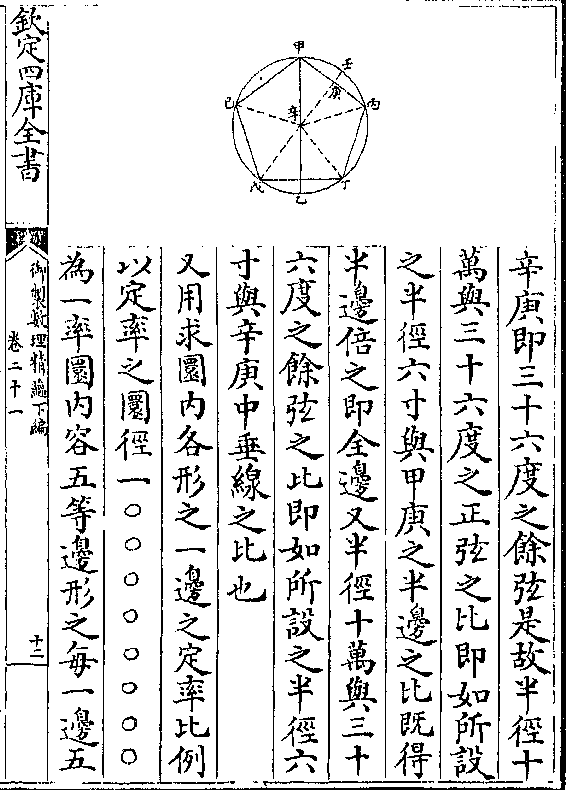 辛庚即三十六度之餘弦是故半徑十
萬與三十六度之正弦之比即如所設
之半徑六寸與甲庚之半邊之比既得
半邊倍之即全邊又半徑十萬與三十
六度之餘弦之比即如所設之半徑六
寸與辛庚中垂線之比也
又用求圜内各形之一邊之定率比例
以定率之圜徑一〇〇〇〇〇〇〇〇
為一率圜内容五等邊形之每一邊五
甲
壬
庚
丙
己
辛
戊
乙
丁
欽定四庫全書
御製數理精藴下編
卷二十一
十二